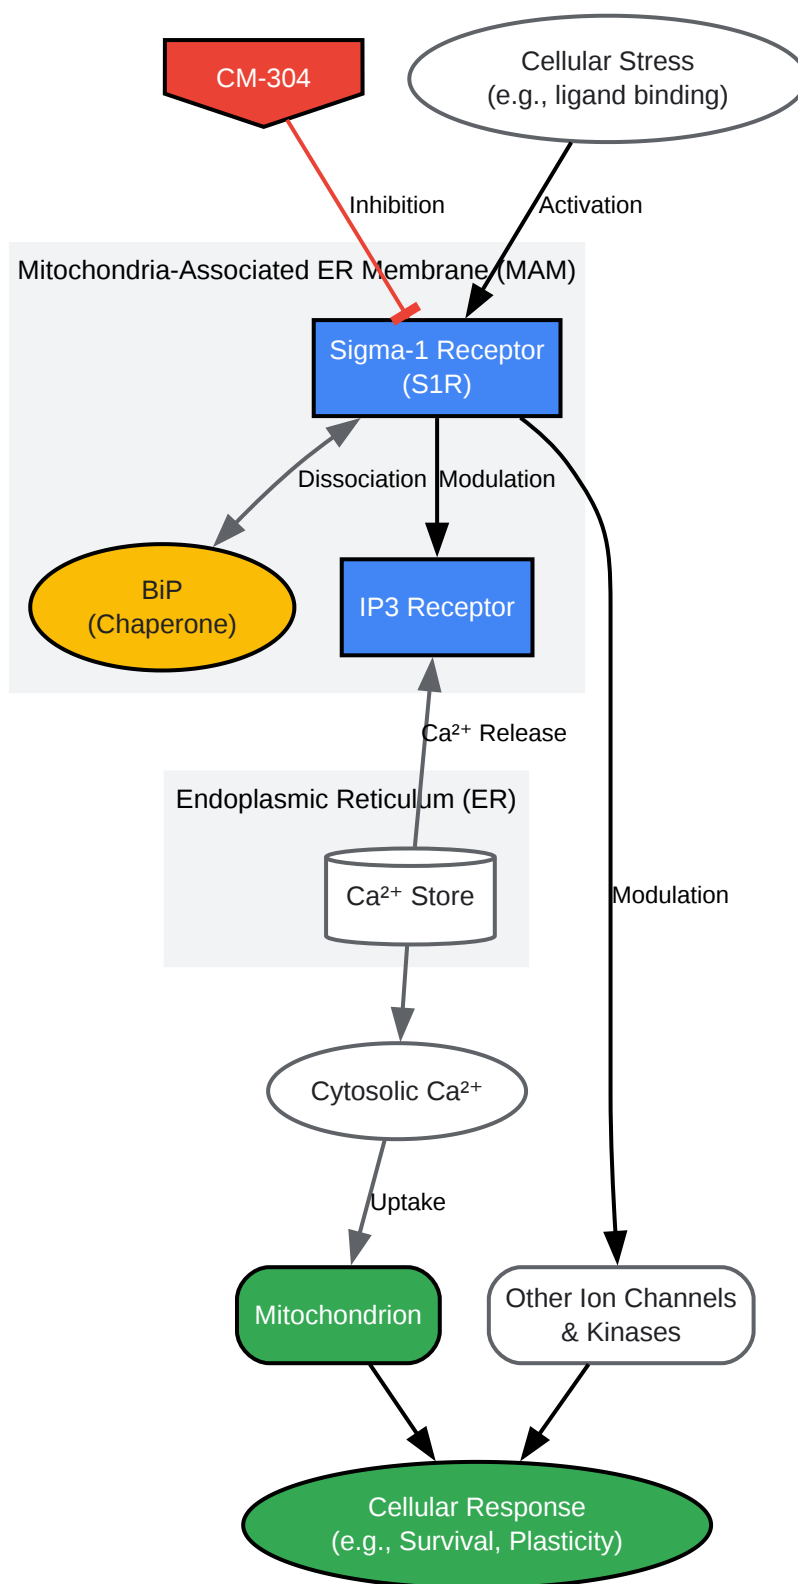 CM-304
Cellular Stress
(e.g., ligand binding)
Inhibition
Activation
Mitochondria-Associated ER Membrane (MAM)
Sigma-1 Receptor
(S1R)
Dissociation
Modulation
BiP
(Chaperone)
IP3 Receptor
Ca²⁺ Release
Endoplasmic Reticulum (ER)
Ca²⁺ Store
Modulation
Cytosolic Ca²⁺
Uptake
Mitochondrion
Other Ion Channels
& Kinases
Cellular Response
(e.g., Survival, Plasticity)